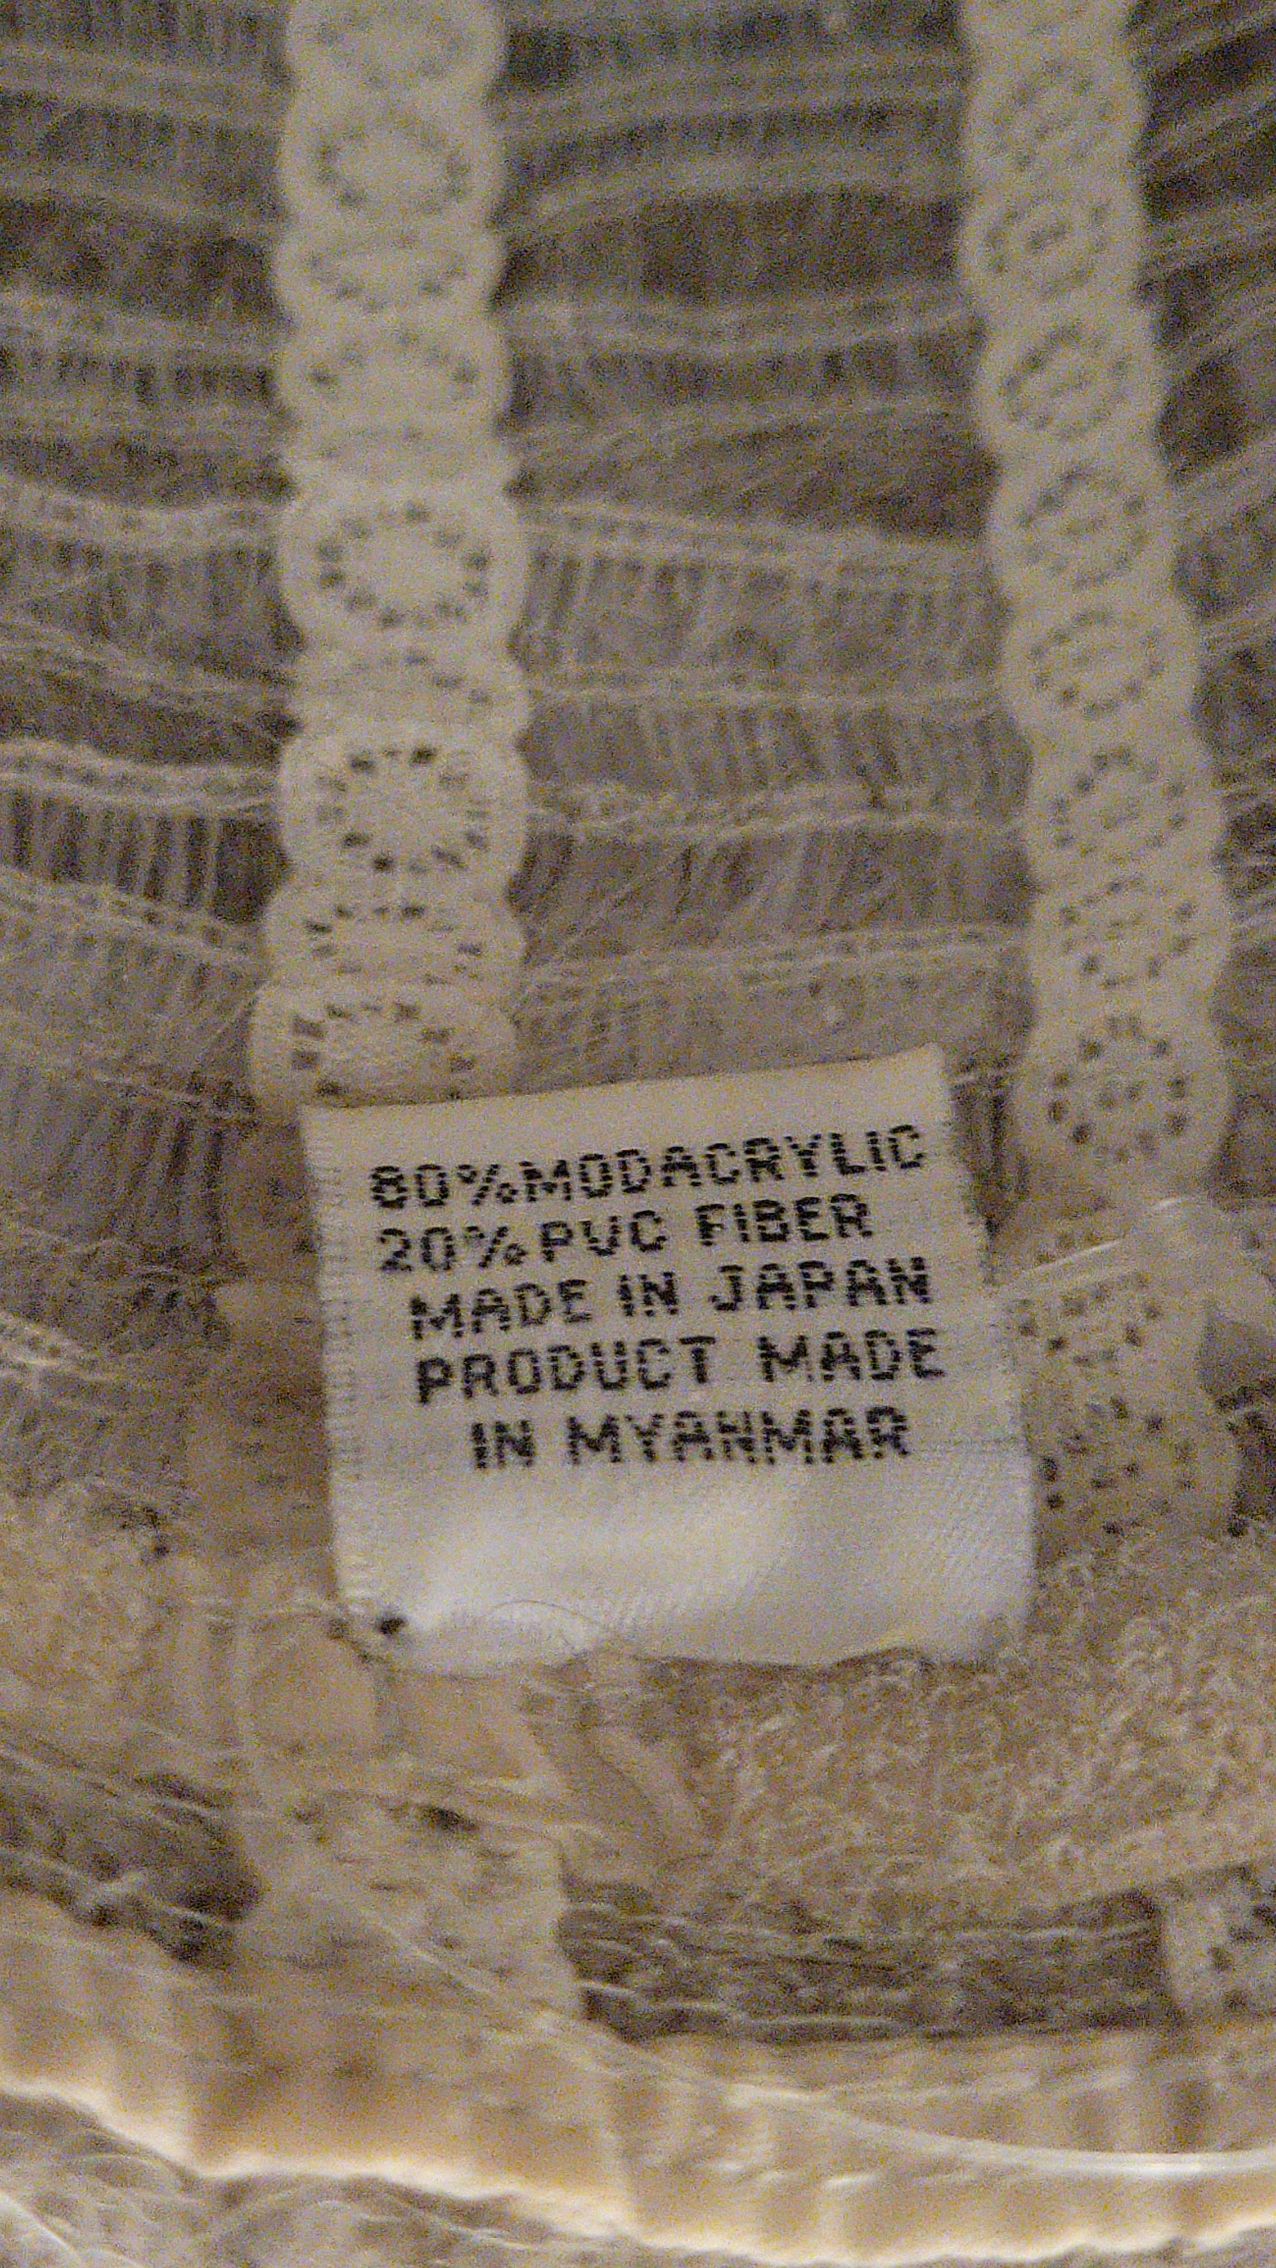 80%MODACRYLIC
20%PVC FIBER
MADE IN JAPAN
PRODUCT MADE
IN MYANMAR